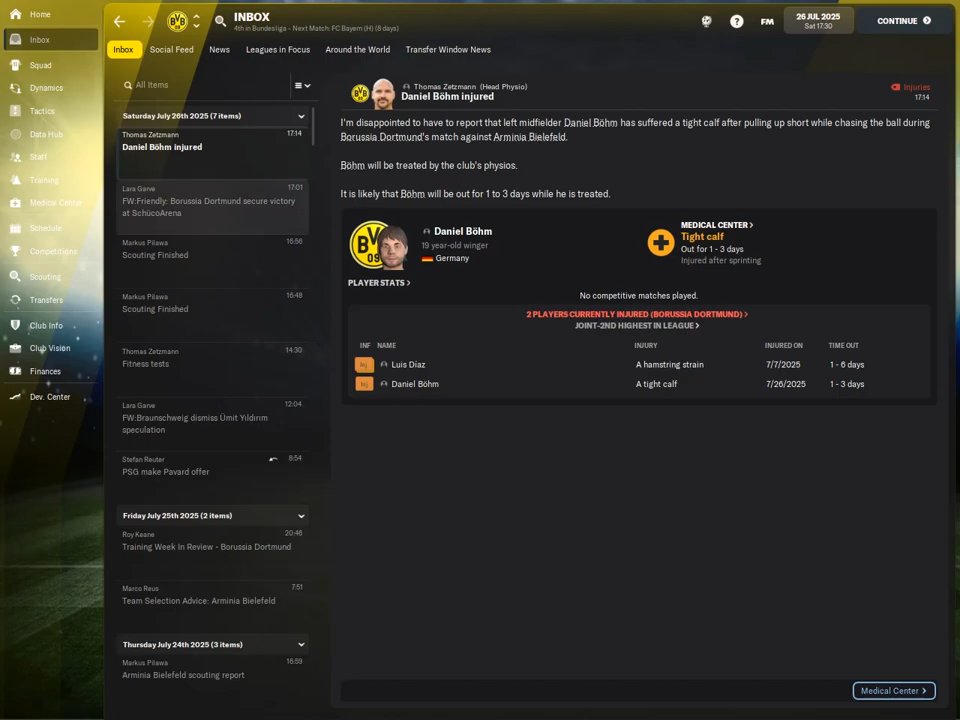 Home
Inbox
Squad
Dynamics
Tactics
Data Hub
Staff
Training
Medical Center
Schedule
Competitions
Scouting
Transfers
Club Info
Club Vision
Finances
Dev. Center
INBOX
4th in Bundesliga - Next Match: FC Bayern (H) (8 days)
FM
26 JUL 2025
Sat 17:30
CONTINUE
Inbox
Social Feed
News
Leagues in Focus
Around the World
Transfer Window News
All Items
Saturday July 26th 2025 (7 items)
Thomas Zetzmann 17:14
Daniel Böhm injured
Lara Garve 17:01
FW:Friendly: Borussia Dortmund secure victory
at SchücoArena
Markus Pilawa 16:56
Scouting Finished
Markus Pilawa 16:48
Scouting Finished
Thomas Zetzmann 14:30
Fitness tests
Lara Garve 12:04
FW:Braunschweig dismiss Ümit Yıldırım
speculation
Stefan Reuter 8:54
PSG make Pavard offer
Friday July 25th 2025 (2 items)
Roy Keane 20:46
Training Week In Review - Borussia Dortmund
Marco Reus 7:51
Team Selection Advice: Arminia Bielefeld
Thursday July 24th 2025 (3 items)
Markus Pilawa 16:59
Arminia Bielefeld scouting report
BVB 09
Thomas Zetzmann (Head Physio)
Daniel Böhm injured
Injuries
17:14
I'm disappointed to have to report that left midfielder Daniel Böhm has suffered a tight calf after pulling up short while chasing the ball during
Borussia Dortmund's match against Arminia Bielefeld.
Böhm will be treated by the club's physios.
It is likely that Böhm will be out for 1 to 3 days while he is treated.
Daniel Böhm
19 year-old winger
Germany
MEDICAL CENTER
Tight calf
Out for 1 - 3 days
Injured after sprinting
PLAYER STATS
No competitive matches played.
2 PLAYERS CURRENTLY INJURED (BORUSSIA DORTMUND)
JOINT-2ND HIGHEST IN LEAGUE
INF NAME INJURY INJURED ON TIME OUT
Inj Luis Díaz A hamstring strain 7/7/2025 1 - 6 days
Inj Daniel Böhm A tight calf 7/26/2025 1 - 3 days
Medical Center